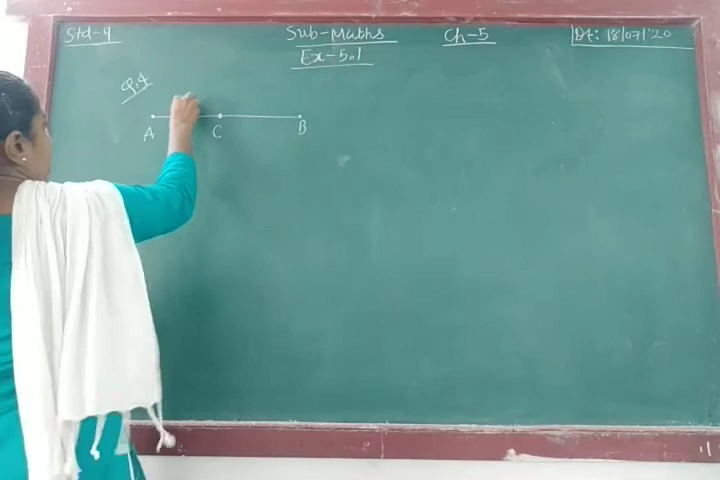 Std-4
Sub-Maths
Ch-5
Dt: 18/07/'20
Ex-5.1
Q.4
A C B